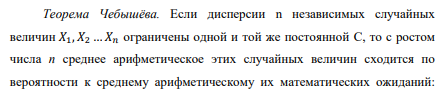 Теорема Чебышёва. Если дисперсии n независимых случайных
величин X₁, X₂ … Xₙ ограничены одной и той же постоянной C, то с ростом
числа n среднее арифметическое этих случайных величин сходится по
вероятности к среднему арифметическому их математических ожиданий: